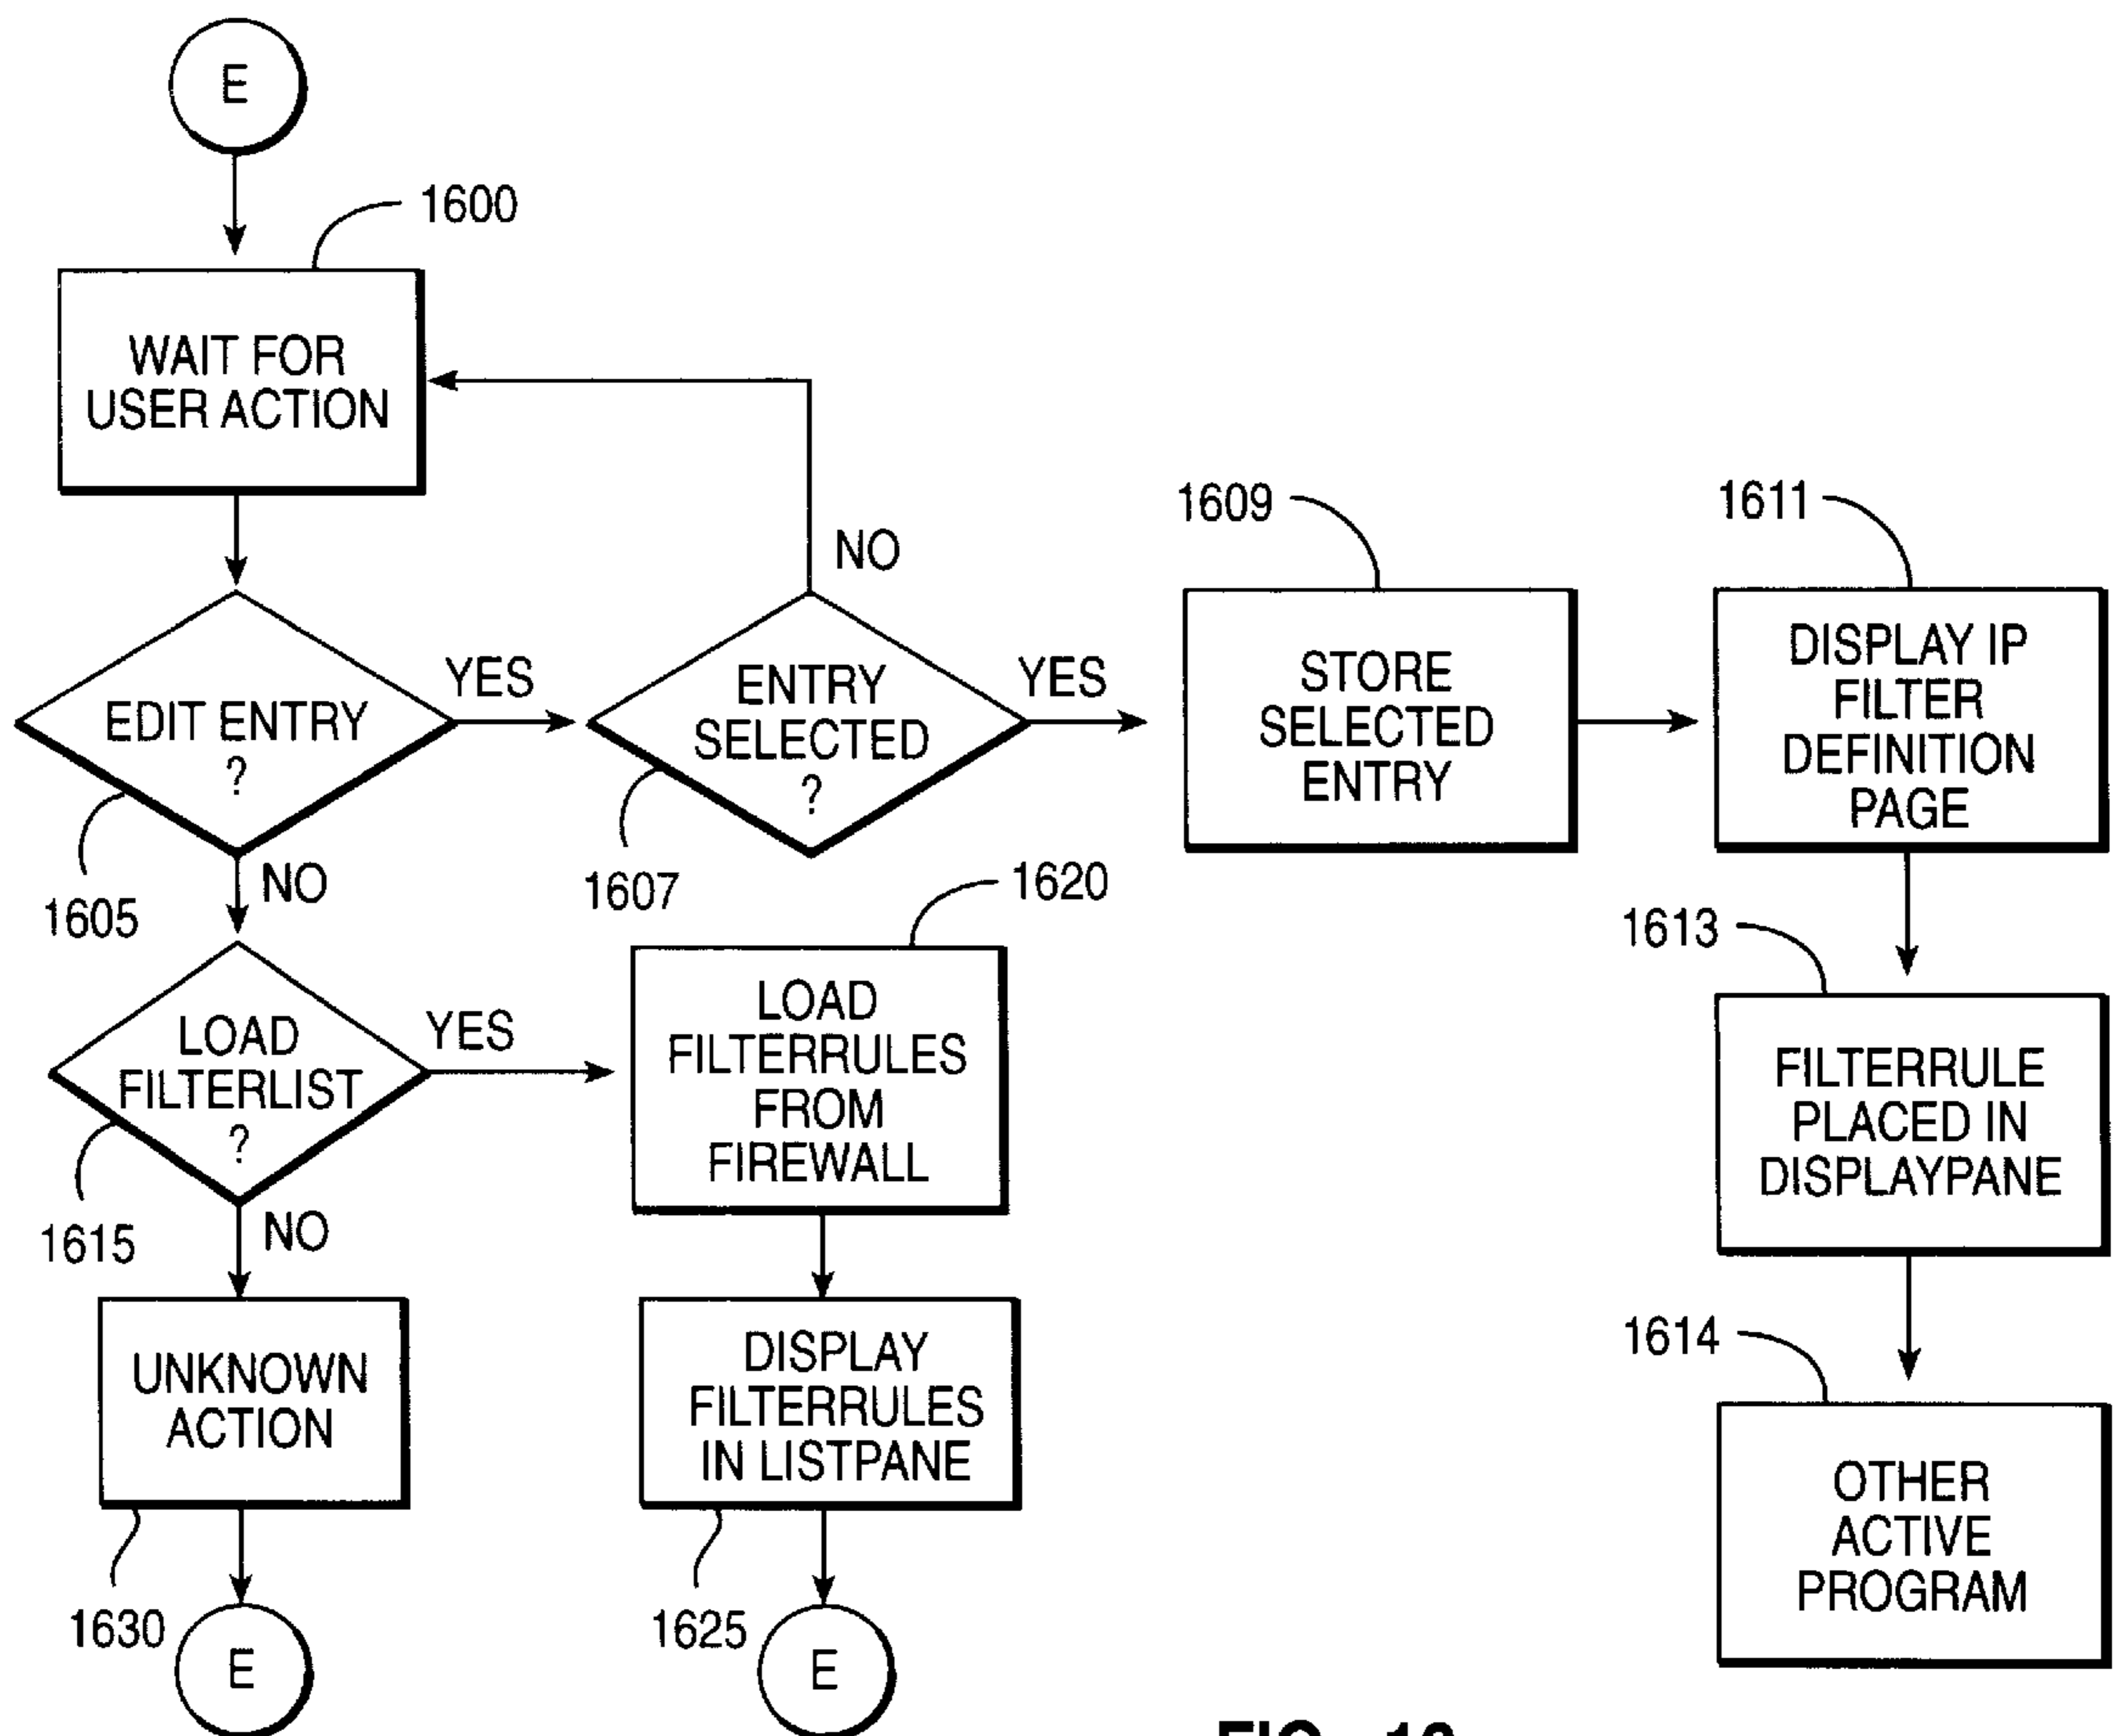 E
1600
WAIT FOR
USER ACTION
NO
1609
1611
EDIT ENTRY
?
YES
ENTRY
SELECTED
?
YES
STORE
SELECTED
ENTRY
DISPLAY IP
FILTER
DEFINITION
PAGE
1605
NO
1607
1620
1613
LOAD
FILTERLIST
?
YES
LOAD
FILTERRULES
FROM
FIREWALL
FILTERRULE
PLACED IN
DISPLAYPANE
1615
NO
1614
UNKNOWN
ACTION
DISPLAY
FILTERRULES
IN LISTPANE
OTHER
ACTIVE
PROGRAM
1630
E
1625
E
FIG.